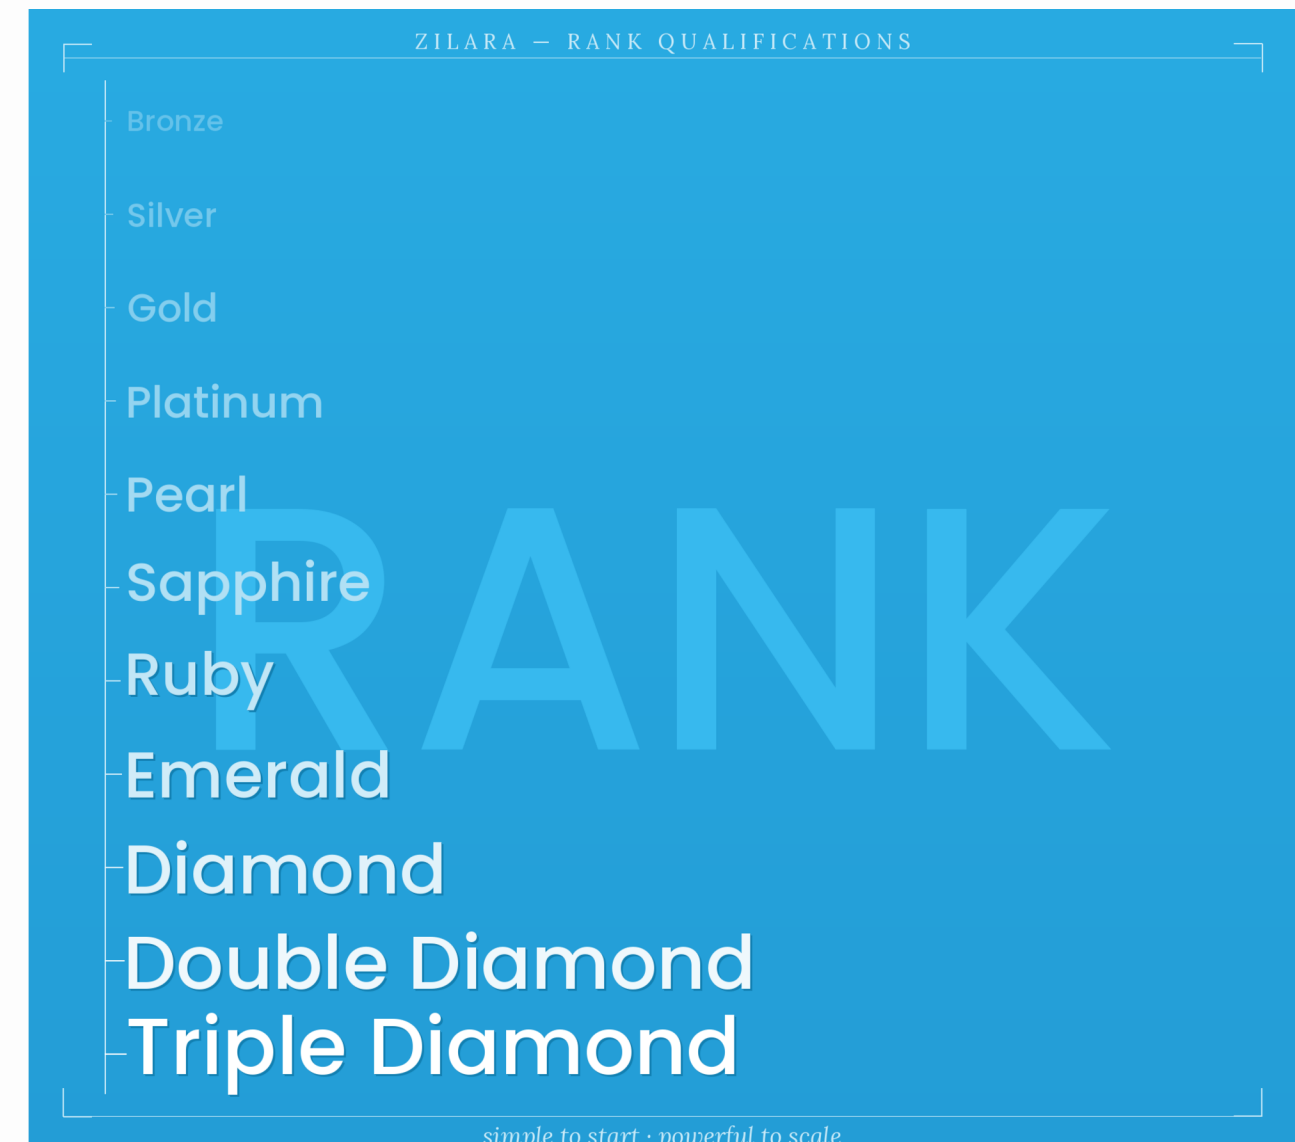 ZILARA — RANK QUALIFICATIONS
Bronze
Silver
Gold
Platinum
Pearl
Sapphire
RANK
Ruby
Emerald
Diamond
Double Diamond
Triple Diamond
simple to start · powerful to scale